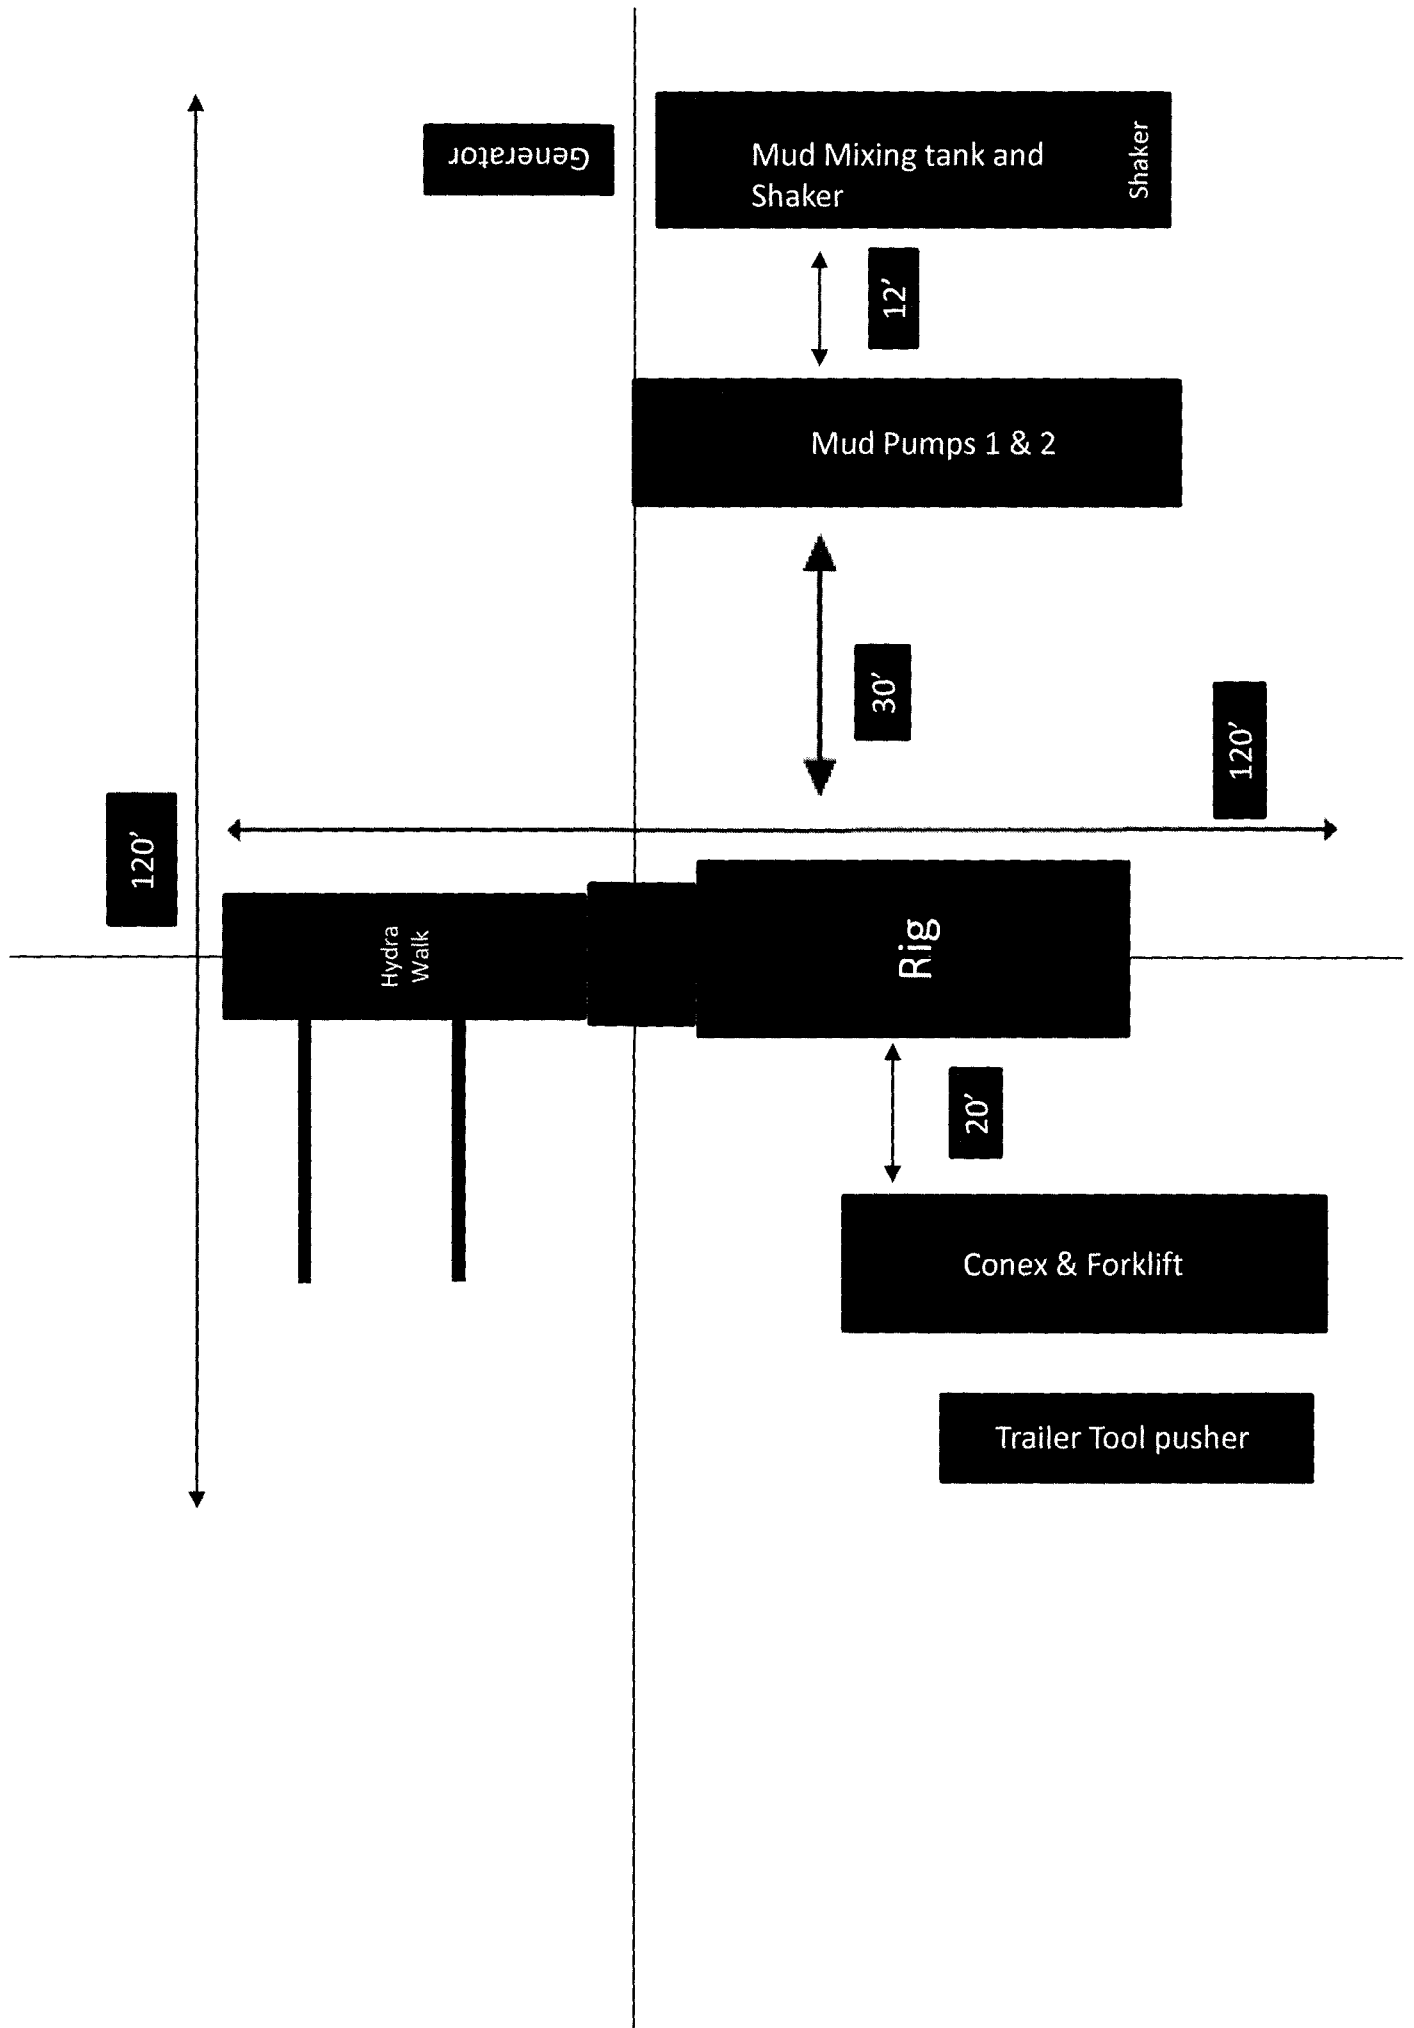 Generator
Mud Mixing tank and
Shaker
Shaker
12'
Mud Pumps 1 & 2
30'
120'
120'
Hydra
Walk
Rig
20'
Conex & Forklift
Trailer Tool pusher